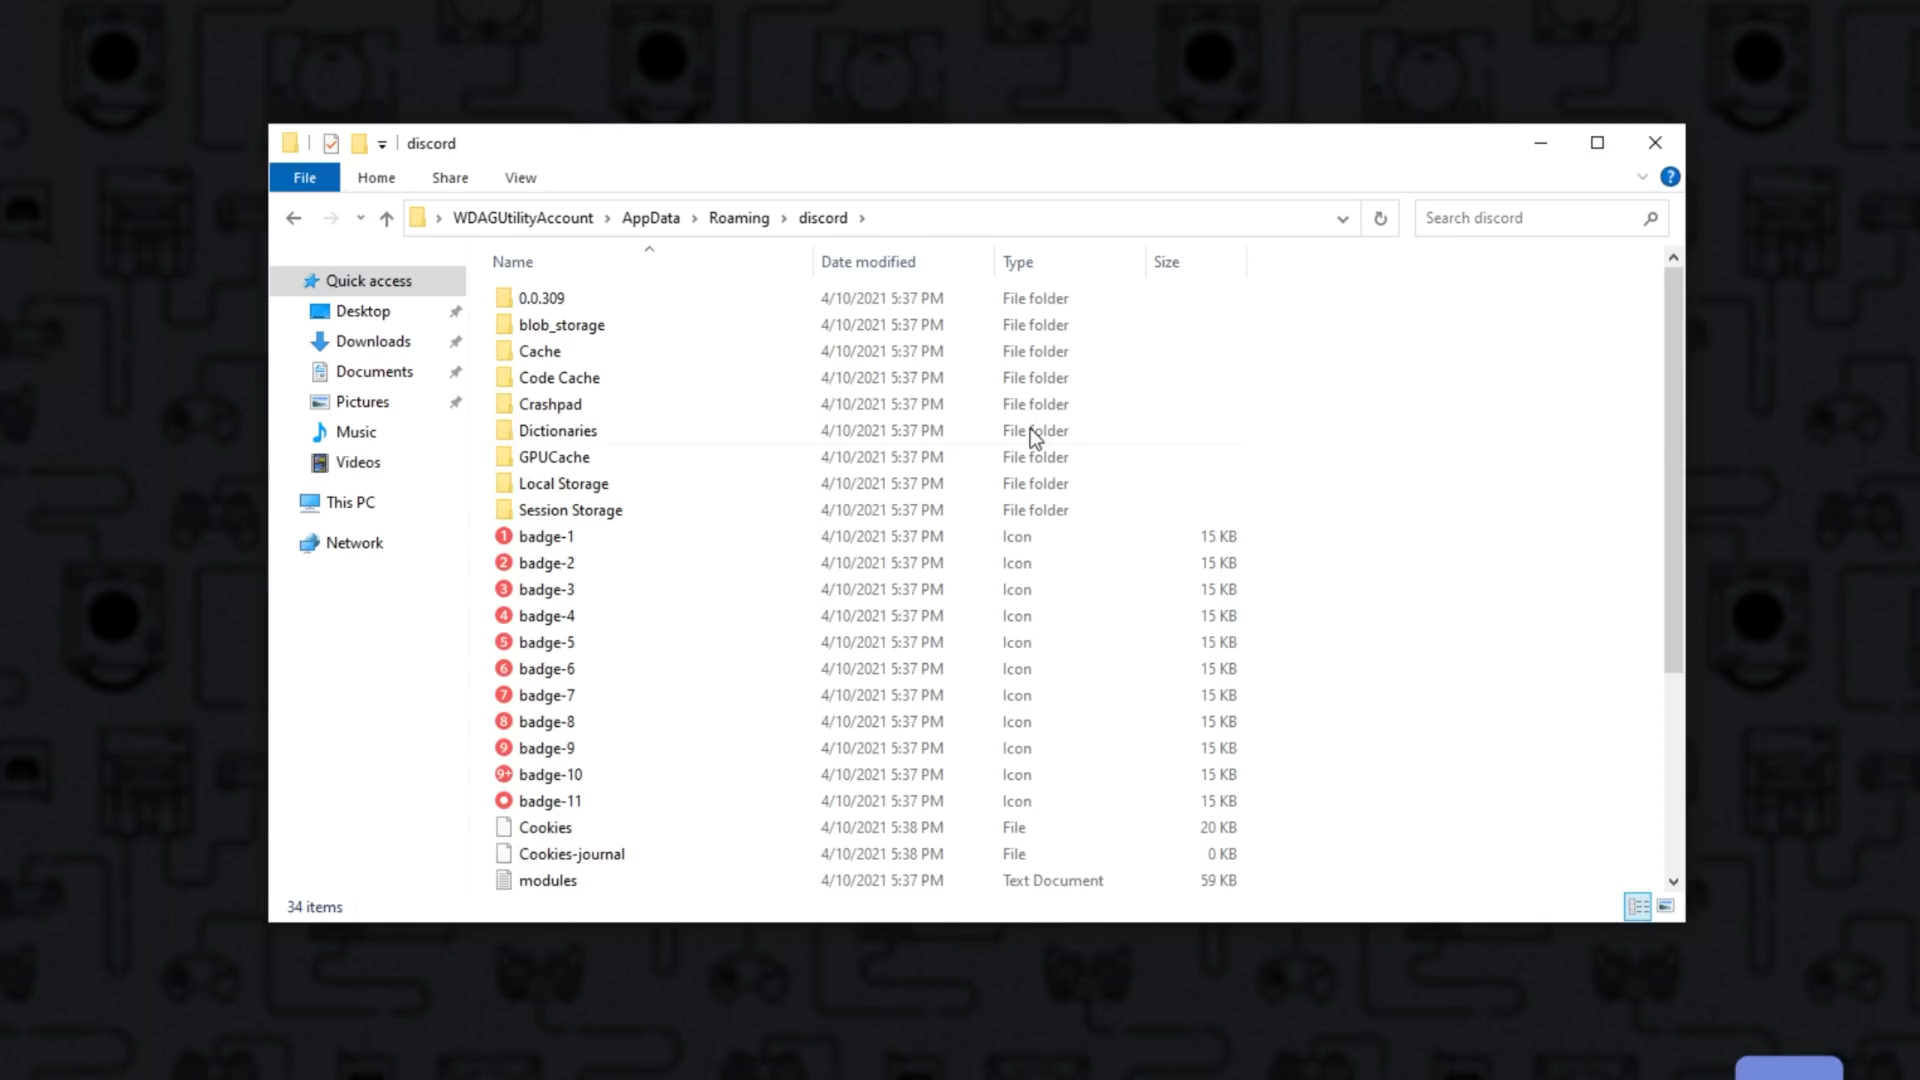 discord
File Home Share View
WDAGUtilityAccount AppData Roaming discord Search discord
Name Date modified Type Size
Quick access
Desktop
Downloads
Documents
Pictures
Music
Videos
This PC
Network
0.0.309 4/10/2021 5:37 PM File folder
blob_storage 4/10/2021 5:37 PM File folder
Cache 4/10/2021 5:37 PM File folder
Code Cache 4/10/2021 5:37 PM File folder
Crashpad 4/10/2021 5:37 PM File folder
Dictionaries 4/10/2021 5:37 PM File folder
GPUCache 4/10/2021 5:37 PM File folder
Local Storage 4/10/2021 5:37 PM File folder
Session Storage 4/10/2021 5:37 PM File folder
1 badge-1 4/10/2021 5:37 PM Icon 15 KB
2 badge-2 4/10/2021 5:37 PM Icon 15 KB
3 badge-3 4/10/2021 5:37 PM Icon 15 KB
4 badge-4 4/10/2021 5:37 PM Icon 15 KB
5 badge-5 4/10/2021 5:37 PM Icon 15 KB
6 badge-6 4/10/2021 5:37 PM Icon 15 KB
7 badge-7 4/10/2021 5:37 PM Icon 15 KB
8 badge-8 4/10/2021 5:37 PM Icon 15 KB
9 badge-9 4/10/2021 5:37 PM Icon 15 KB
9+ badge-10 4/10/2021 5:37 PM Icon 15 KB
badge-11 4/10/2021 5:37 PM Icon 15 KB
Cookies 4/10/2021 5:38 PM File 20 KB
Cookies-journal 4/10/2021 5:38 PM File 0 KB
modules 4/10/2021 5:37 PM Text Document 59 KB
34 items